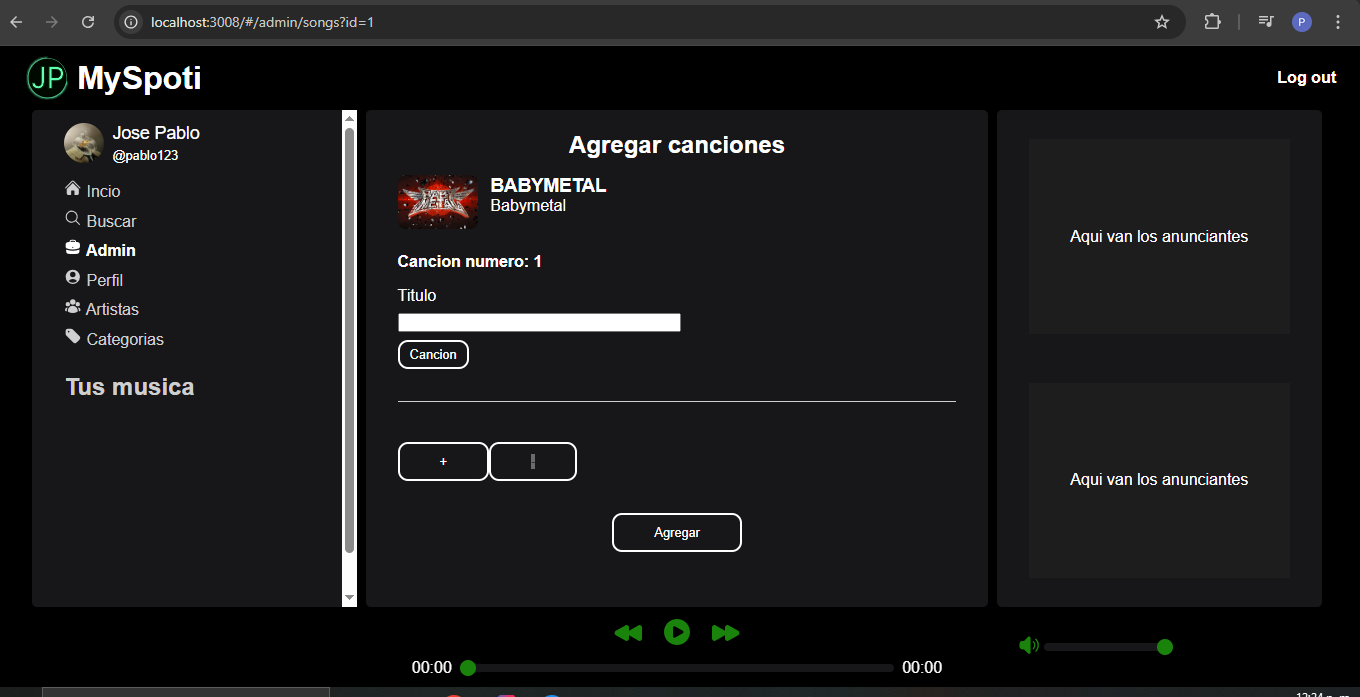 localhost:3008/#/admin/songs?id=1
P
JP MySpoti
Log out
Jose Pablo
@pablo123
Incio
Buscar
Admin
Perfil
Artistas
Categorias
Tus musica
Agregar canciones
BABYMETAL
Babymetal
Cancion numero: 1
Titulo
Cancion
+
Agregar
Aqui van los anunciantes
Aqui van los anunciantes
00:00
00:00